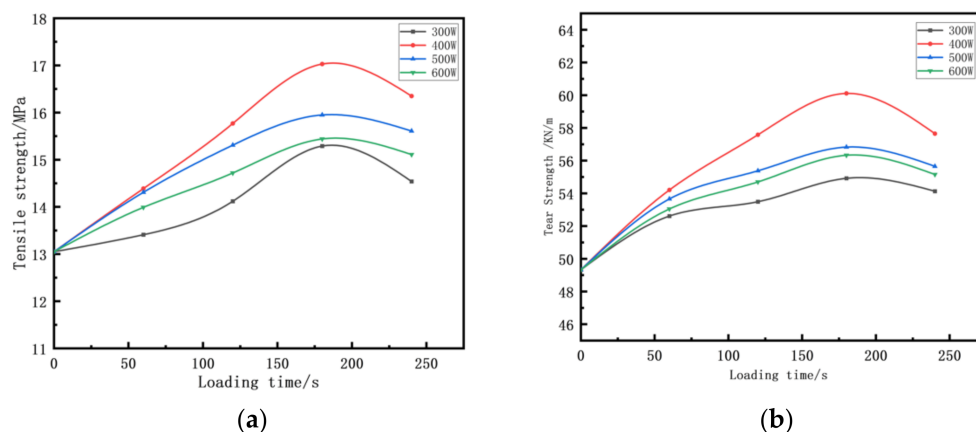 18
17
16
15
14
13
12
11
Tensile strength/MPa
300W
400W
500W
600W
0 50 100 150 200 250
Loading time/s
(a)
64
62
60
58
56
54
52
50
48
46
Tear Strength /KN/m
300W
400W
500W
600W
0 50 100 150 200 250
Loading time/s
(b)